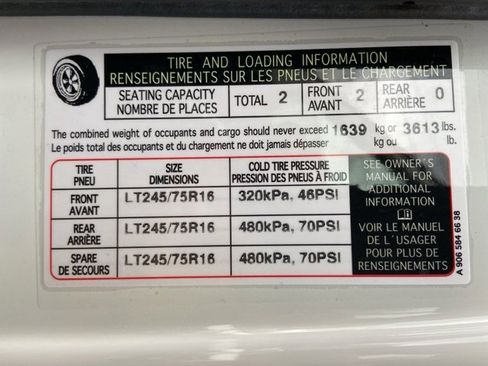 TIRE AND LOADING INFORMATION
RENSEIGNEMENTS SUR LES PNEUS ET LE CHARGEMENT
SEATING CAPACITY
NOMBRE DE PLACES
TOTAL 2
FRONT
AVANT 2
REAR
ARRIÈRE 0
The combined weight of occupants and cargo should never exceed 1639 kg or 3613 lbs.
Le poids total des occupants et du chargement ne doit jamais dépasser kg ou lb.
TIRE
PNEU
SIZE
DIMENSIONS
COLD TIRE PRESSURE
PRESSION DES PNEUS À FROID
FRONT
AVANT
LT245/75R16
320kPa, 46PSI
REAR
ARRIÈRE
LT245/75R16
480kPa, 70PSI
SPARE
DE SECOURS
LT245/75R16
480kPa, 70PSI
SEE OWNER'S
MANUAL FOR
ADDITIONAL
INFORMATION
VOIR LE MANUEL
DE L'USAGER
POUR PLUS DE
RENSEIGNEMENTS
A 906 584 66 38